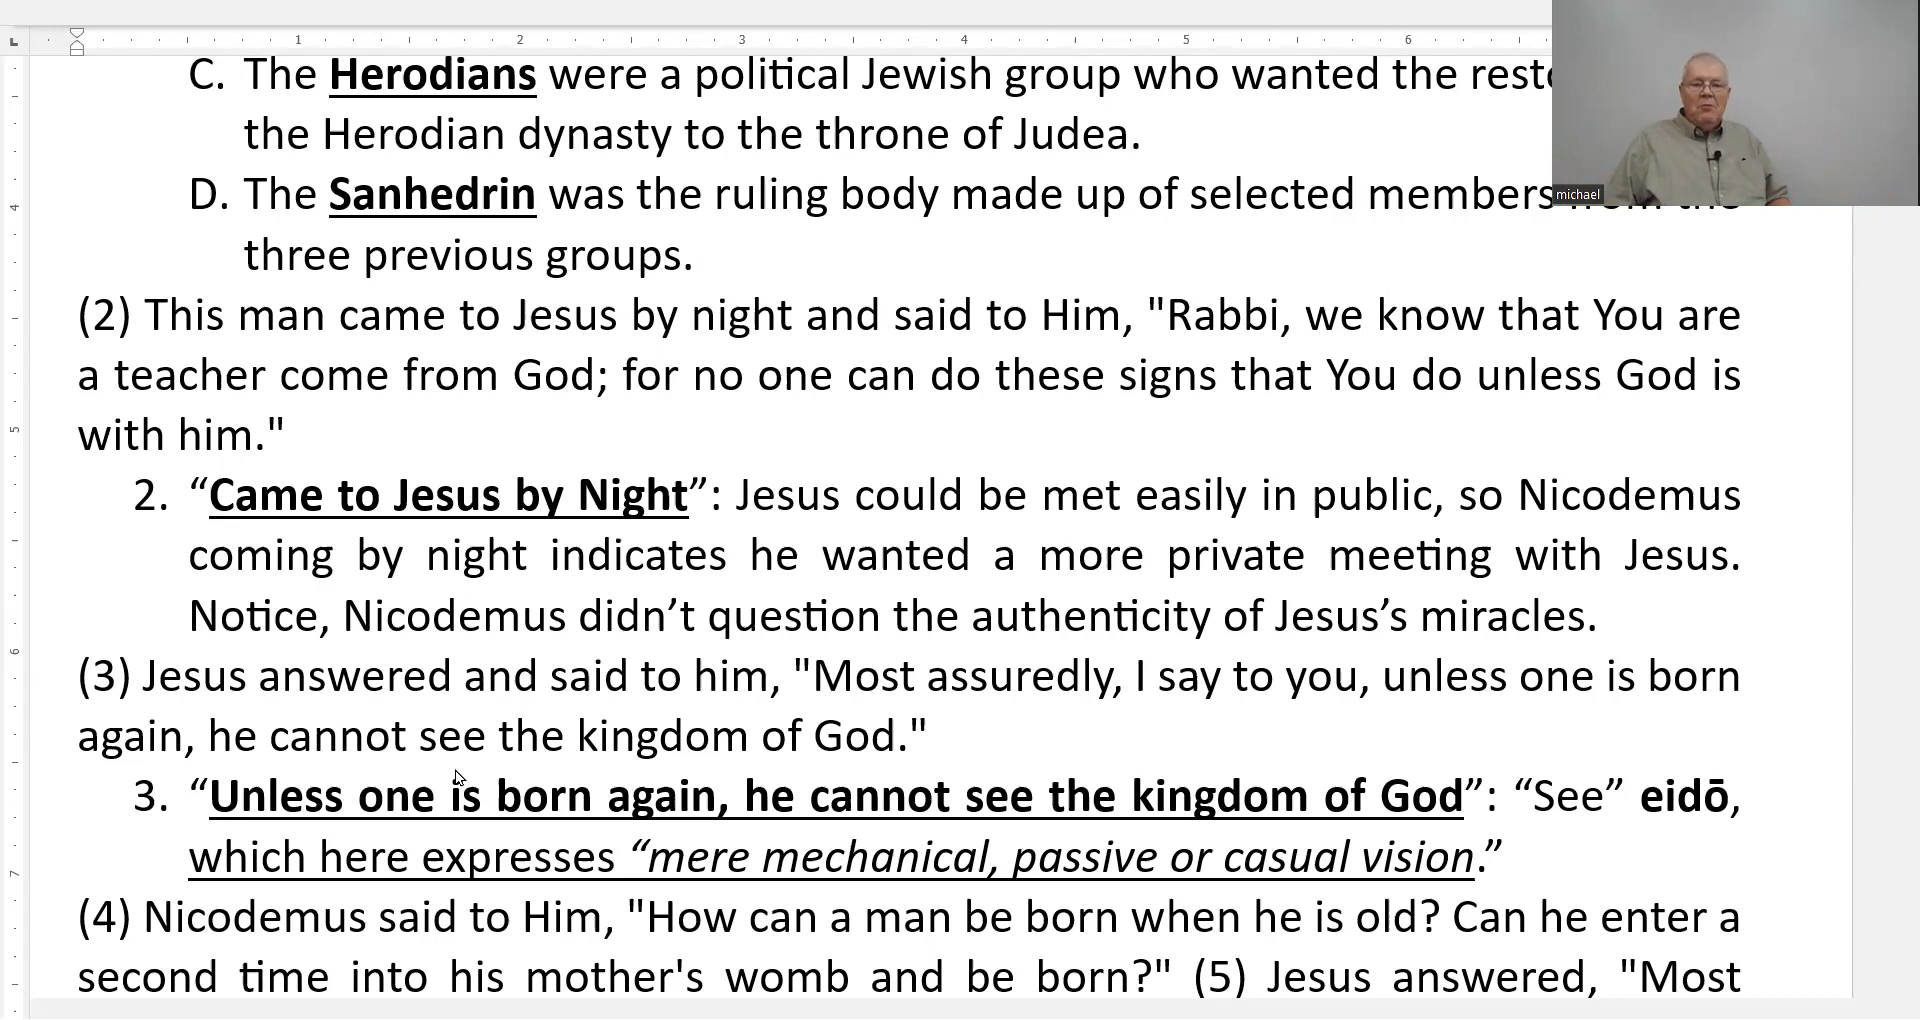 1 2 3 4 5 6
C. The Herodians were a political Jewish group who wanted the
the Herodian dynasty to the throne of Judea.
D. The Sanhedrin was the ruling body made up of selected members
michael
three previous groups.
(2) This man came to Jesus by night and said to Him, "Rabbi, we know that You are
a teacher come from God; for no one can do these signs that You do unless God is
with him."
2. “Came to Jesus by Night”: Jesus could be met easily in public, so Nicodemus
coming by night indicates he wanted a more private meeting with Jesus.
Notice, Nicodemus didn’t question the authenticity of Jesus’s miracles.
(3) Jesus answered and said to him, "Most assuredly, I say to you, unless one is born
again, he cannot see the kingdom of God."
3. “Unless one is born again, he cannot see the kingdom of God”: “See” eidō,
which here expresses “mere mechanical, passive or casual vision.”
(4) Nicodemus said to Him, "How can a man be born when he is old? Can he enter a
second time into his mother's womb and be born?" (5) Jesus answered, "Most
4
5
6
7